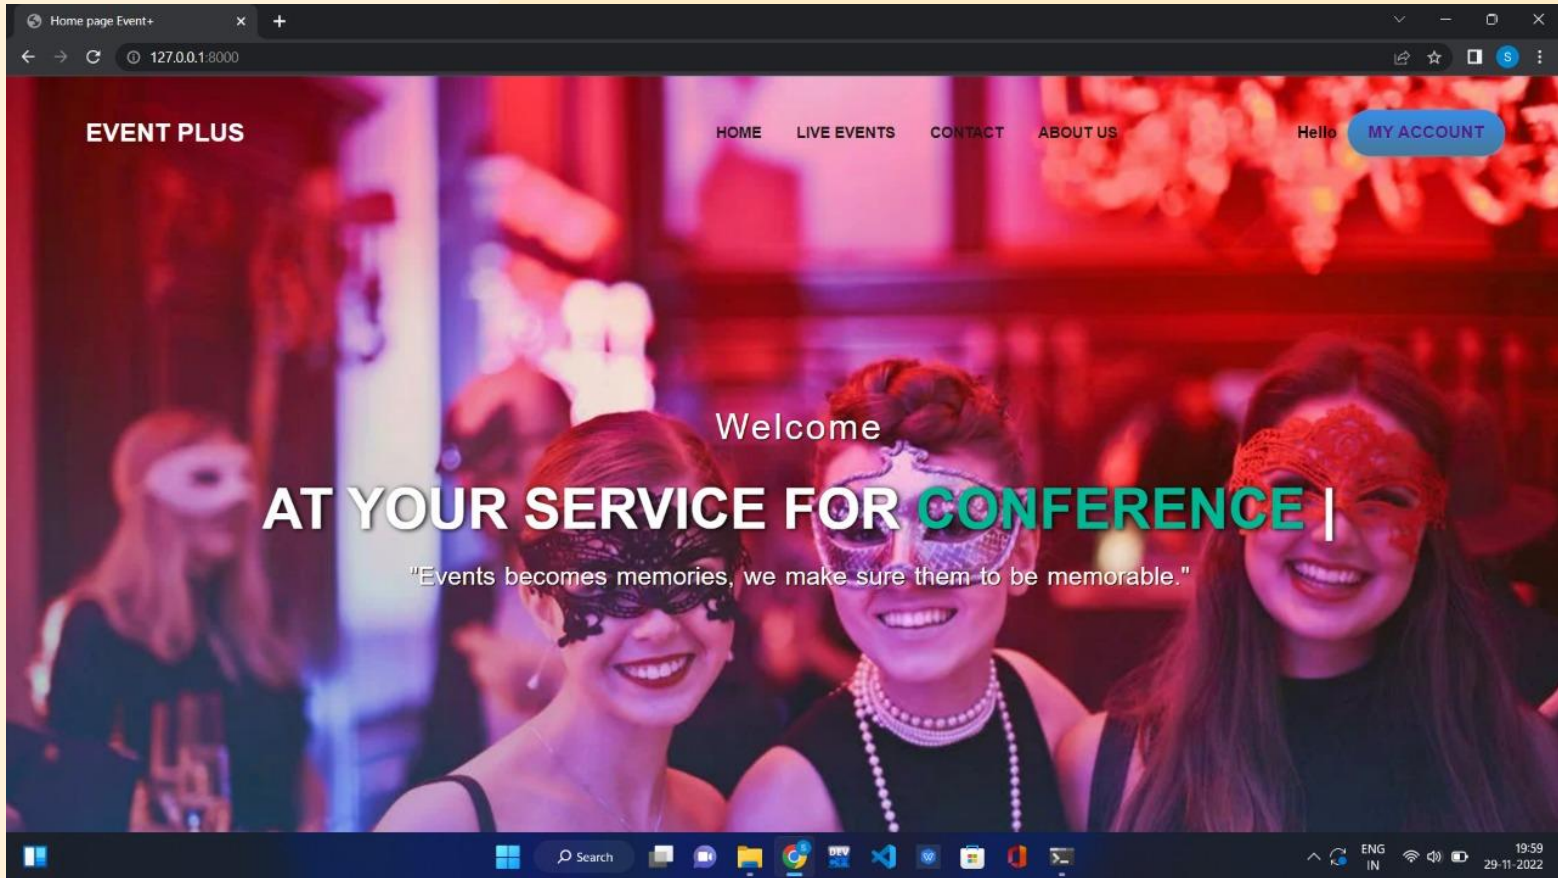 Home page Event+
127.0.0.1:8000
EVENT PLUS
HOME LIVE EVENTS CONTACT ABOUT US Hello MY ACCOUNT
Welcome
AT YOUR SERVICE FOR CONFERENCE |
"Events becomes memories, we make sure them to be memorable."
Search
ENG
IN
19:59
29-11-2022